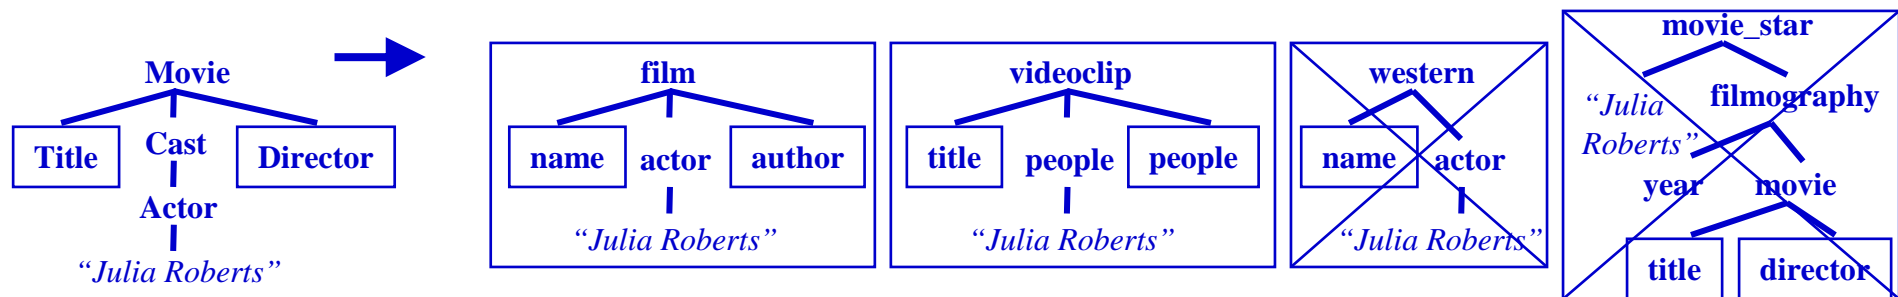 Movie
Title
Cast
Director
Actor
“Julia Roberts”
film
name
actor
author
“Julia Roberts”
videoclip
title
people
people
“Julia Roberts”
western
name
actor
“Julia Roberts”
movie_star
“Julia
Roberts”
filmography
year
movie
title
director